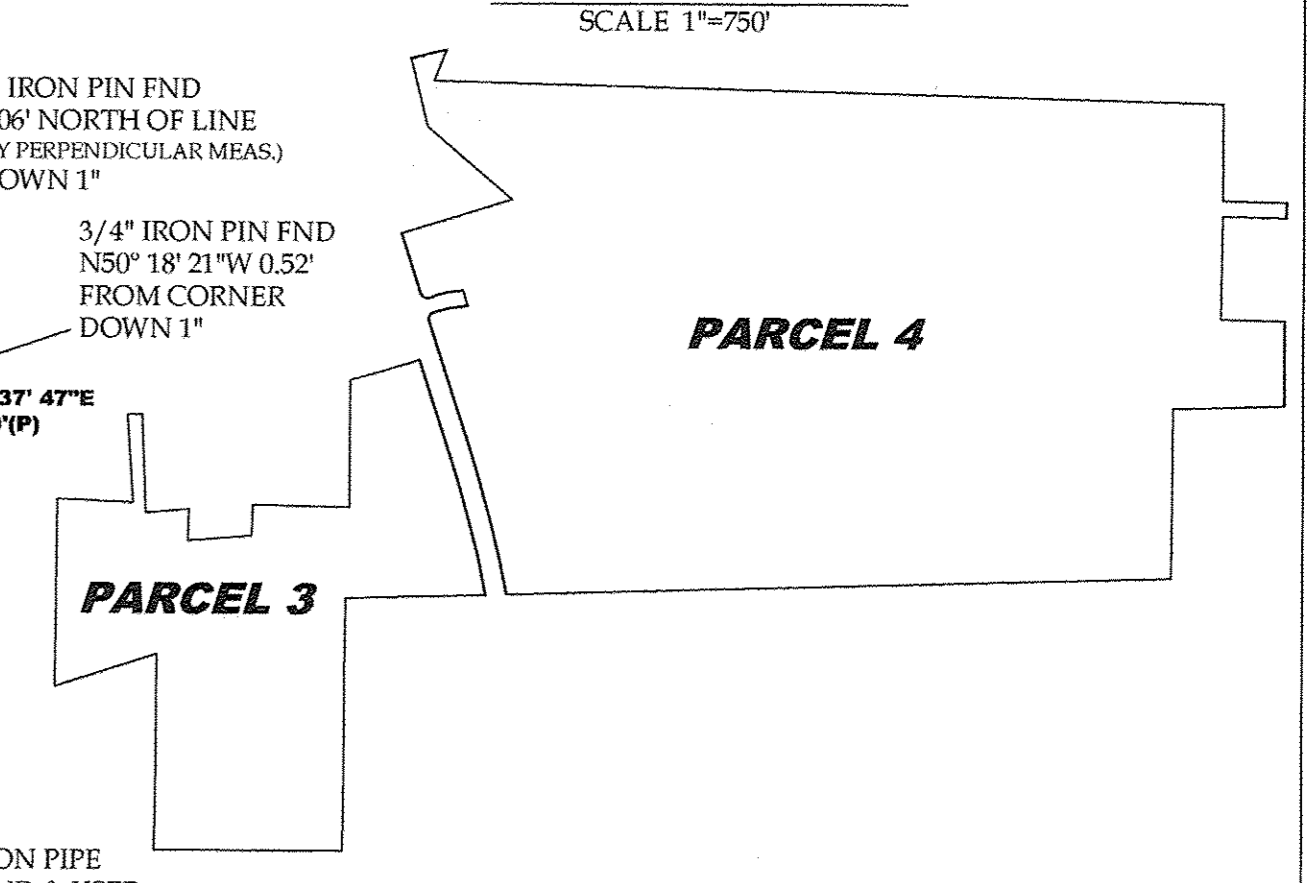 SCALE 1"=750'
IRON PIN FND
06' NORTH OF LINE
Y PERPENDICULAR MEAS.)
OWN 1"
3/4" IRON PIN FND
N50° 18' 21"W 0.52'
FROM CORNER
DOWN 1"
37' 47"E
'(P)
PARCEL 4
PARCEL 3
ON PIPE